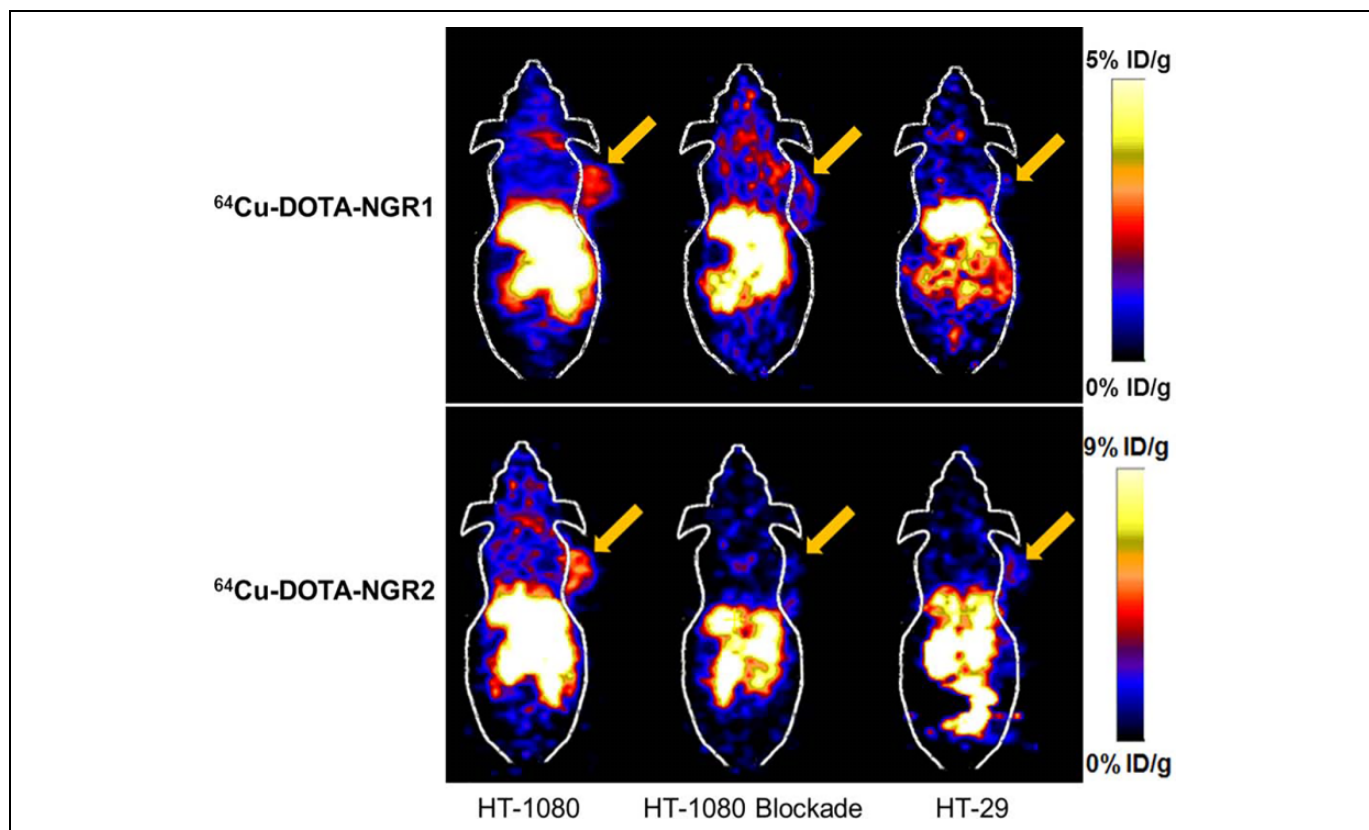 5% ID/g
⁶⁴Cu-DOTA-NGR1
0% ID/g
9% ID/g
⁶⁴Cu-DOTA-NGR2
0% ID/g
HT-1080 HT-1080 Blockade HT-29